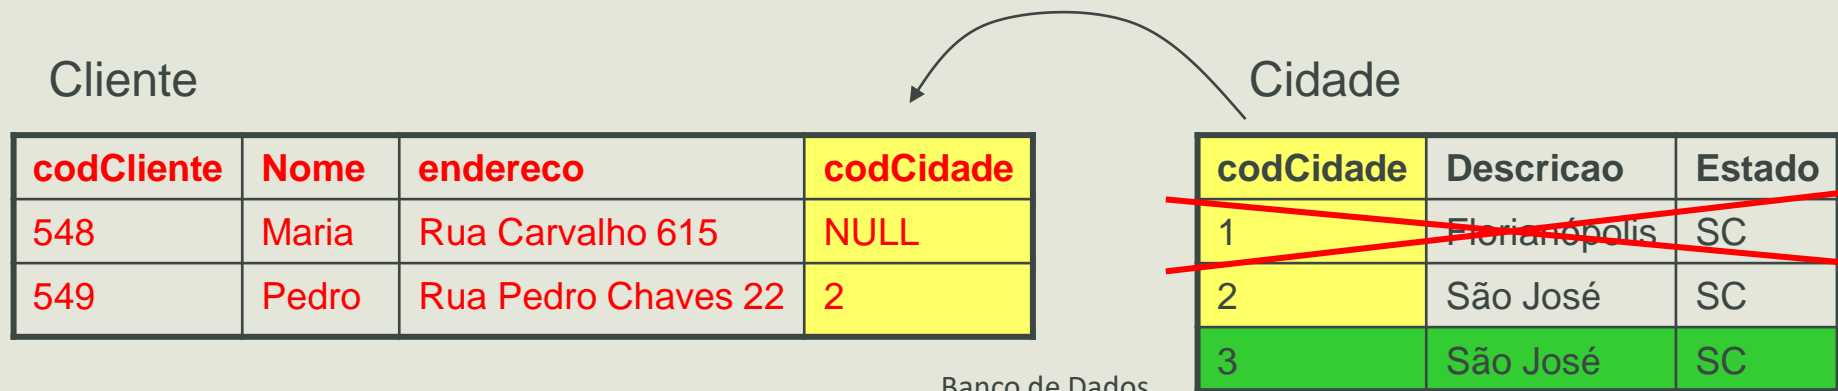 Cliente
codCliente Nome endereco codCidade
548 Maria Rua Carvalho 615 NULL
549 Pedro Rua Pedro Chaves 22 2
Cidade
codCidade Descricao Estado
1 Florianópolis SC
2 São José SC
3 São José SC
Banco de Dados